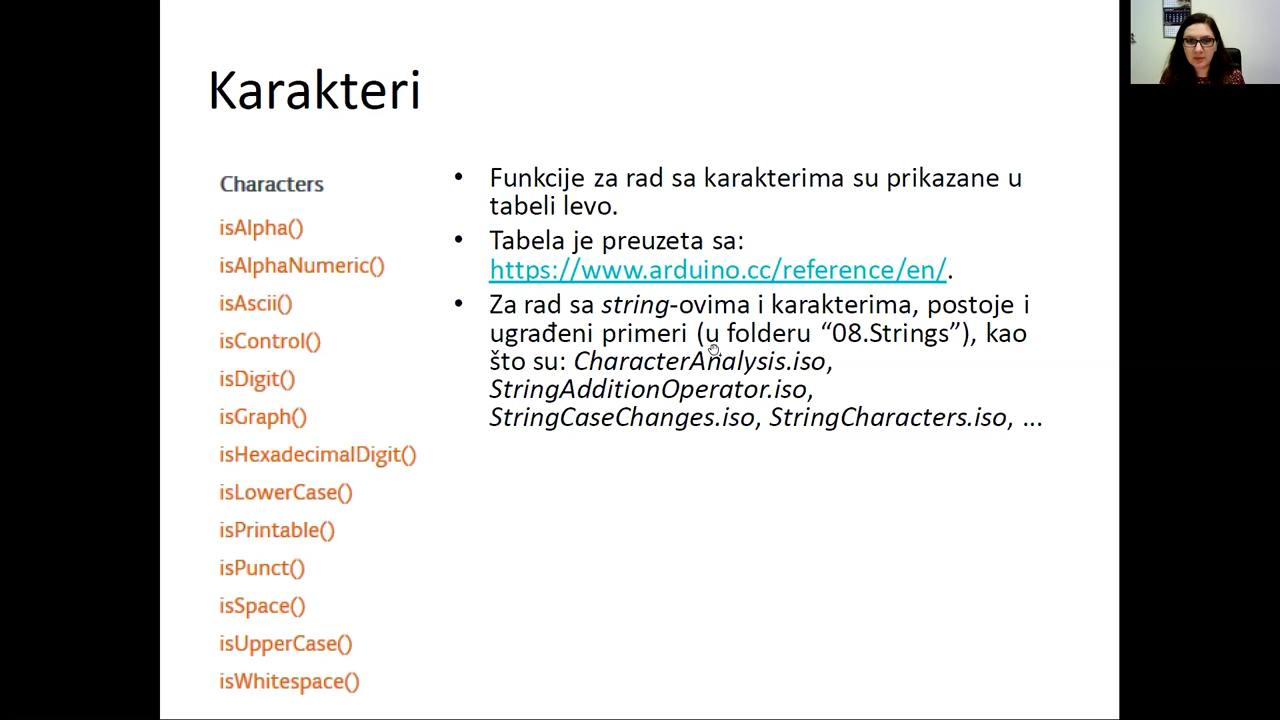 Karakteri
Characters
isAlpha()
isAlphaNumeric()
isAscii()
isControl()
isDigit()
isGraph()
isHexadecimalDigit()
isLowerCase()
isPrintable()
isPunct()
isSpace()
isUpperCase()
isWhitespace()
• Funkcije za rad sa karakterima su prikazane u
tabeli levo.
• Tabela je preuzeta sa:
https://www.arduino.cc/reference/en/.
• Za rad sa string-ovima i karakterima, postoje i
ugrađeni primeri (u folderu “08.Strings”), kao
što su: CharacterAnalysis.iso,
StringAdditionOperator.iso,
StringCaseChanges.iso, StringCharacters.iso, ...